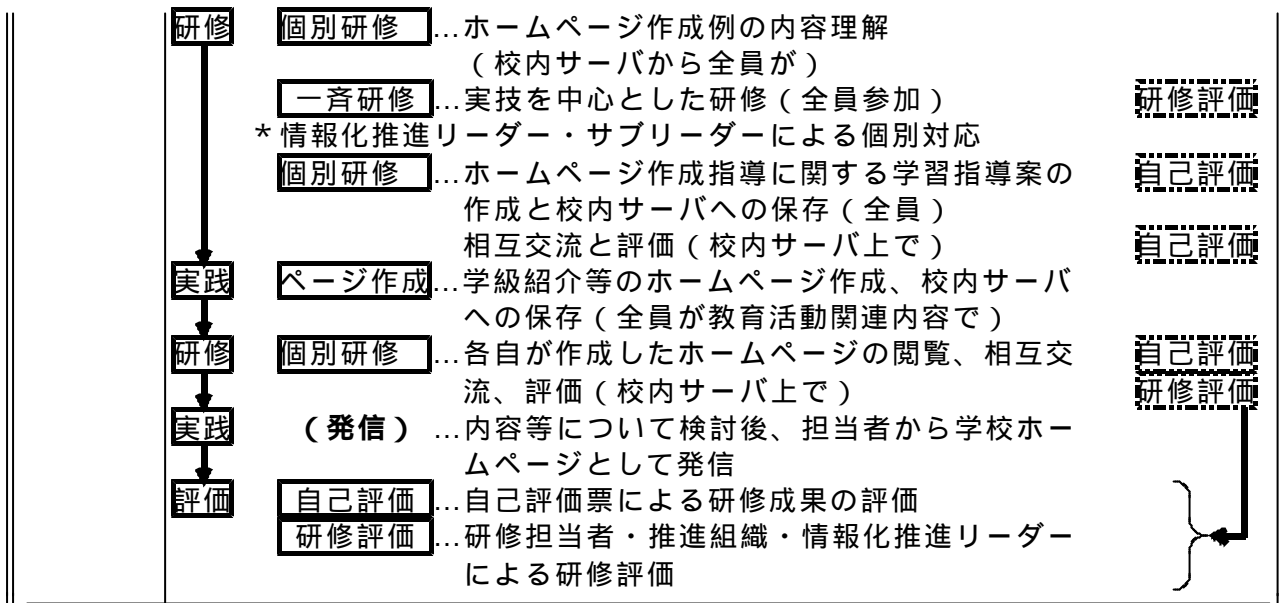 研修 個別研修 …ホームページ作成例の内容理解
（校内サーバから全員が）
一斉研修 …実技を中心とした研修（全員参加） 研修評価
＊情報化推進リーダー・サブリーダーによる個別対応
個別研修 …ホームページ作成指導に関する学習指導案の 自己評価
作成と校内サーバへの保存（全員）
相互交流と評価（校内サーバ上で） 自己評価
実践 ページ作成 …学級紹介等のホームページ作成、校内サーバ
への保存（全員が教育活動関連内容で）
研修 個別研修 …各自が作成したホームページの閲覧、相互交 自己評価
流、評価（校内サーバ上で） 研修評価
実践 （発信） …内容等について検討後、担当者から学校ホー
ムページとして発信
評価 自己評価 …自己評価票による研修成果の評価
研修評価 …研修担当者・推進組織・情報化推進リーダー
による研修評価